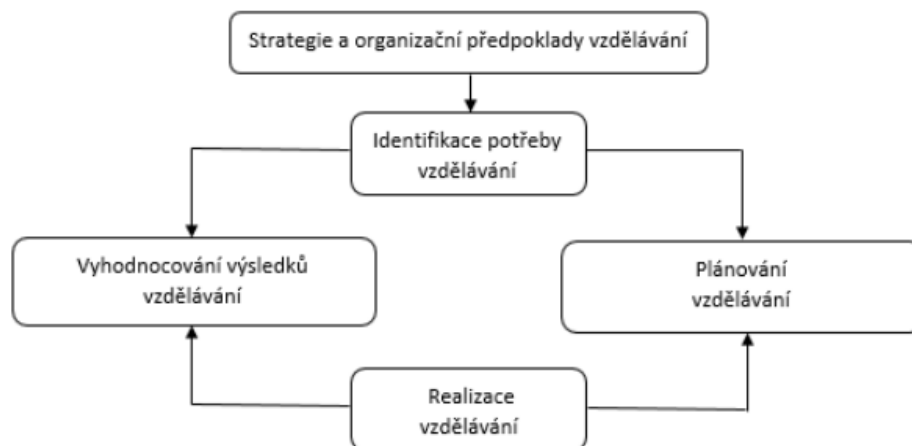 Strategie a organizační předpoklady vzdělávání
Identifikace potřeby
vzdělávání
Vyhodnocování výsledků
vzdělávání
Plánování
vzdělávání
Realizace
vzdělávání